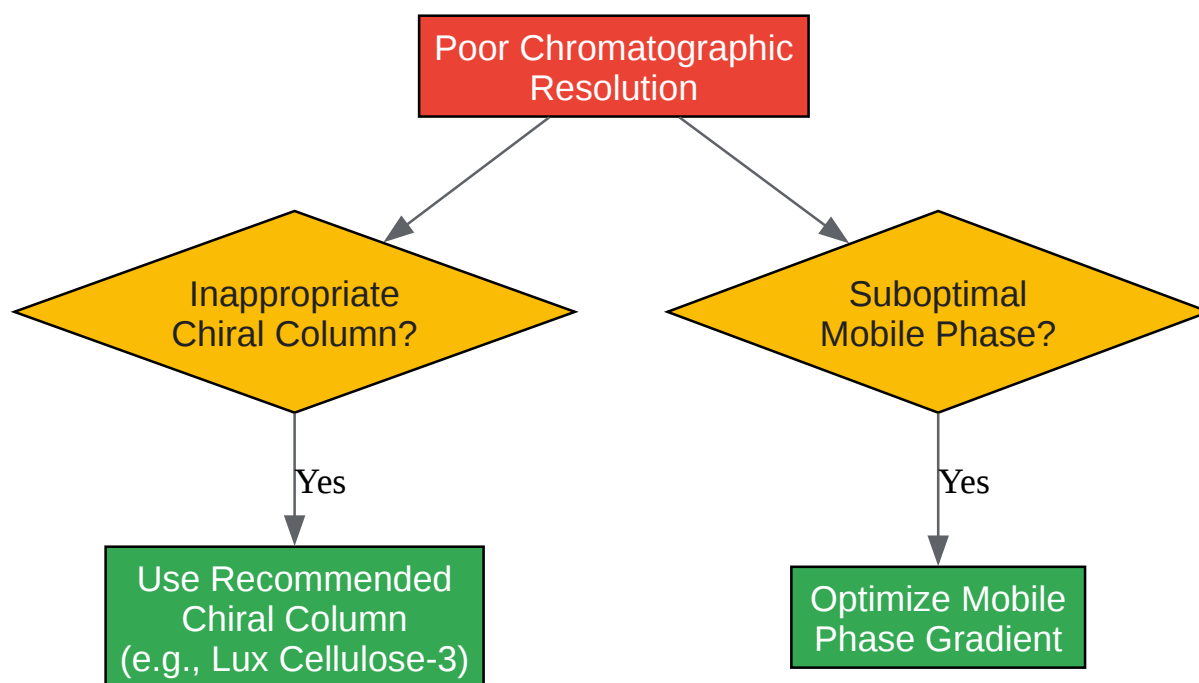 Poor Chromatographic
Resolution
Inappropriate
Chiral Column?
Suboptimal
Mobile Phase?
Yes
Yes
Use Recommended
Chiral Column
(e.g., Lux Cellulose-3)
Optimize Mobile
Phase Gradient